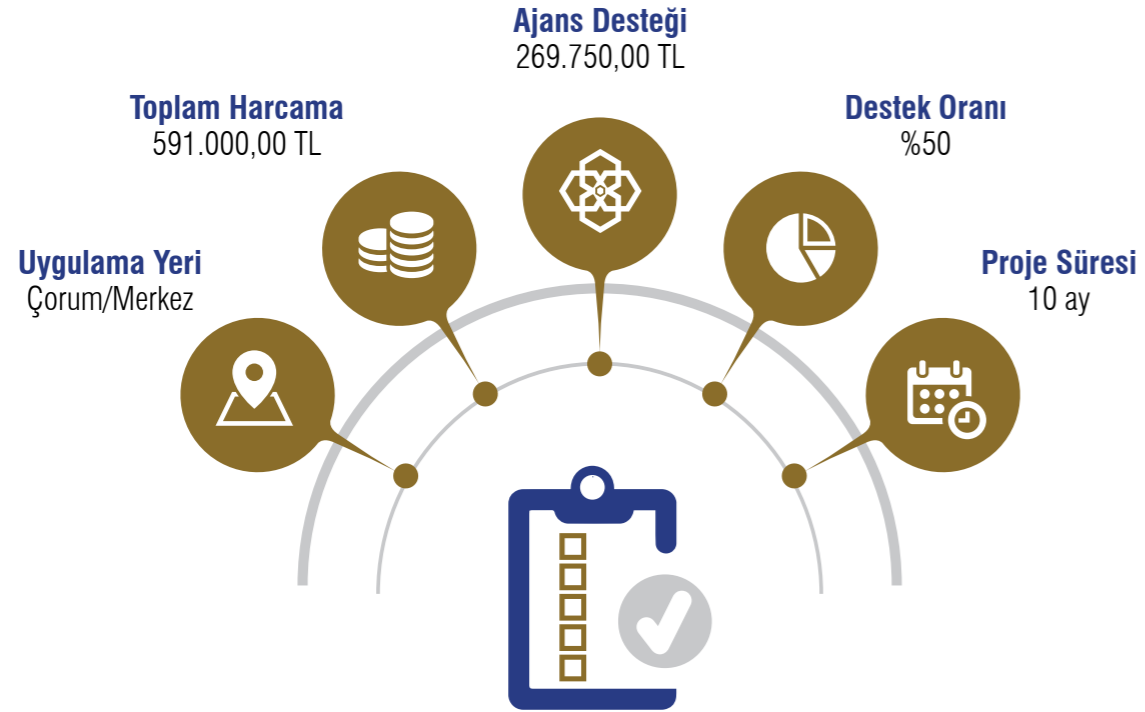 Ajans Desteği
269.750,00 TL
Toplam Harcama
591.000,00 TL
Destek Oranı
%50
Uygulama Yeri
Çorum/Merkez
Proje Süresi
10 ay